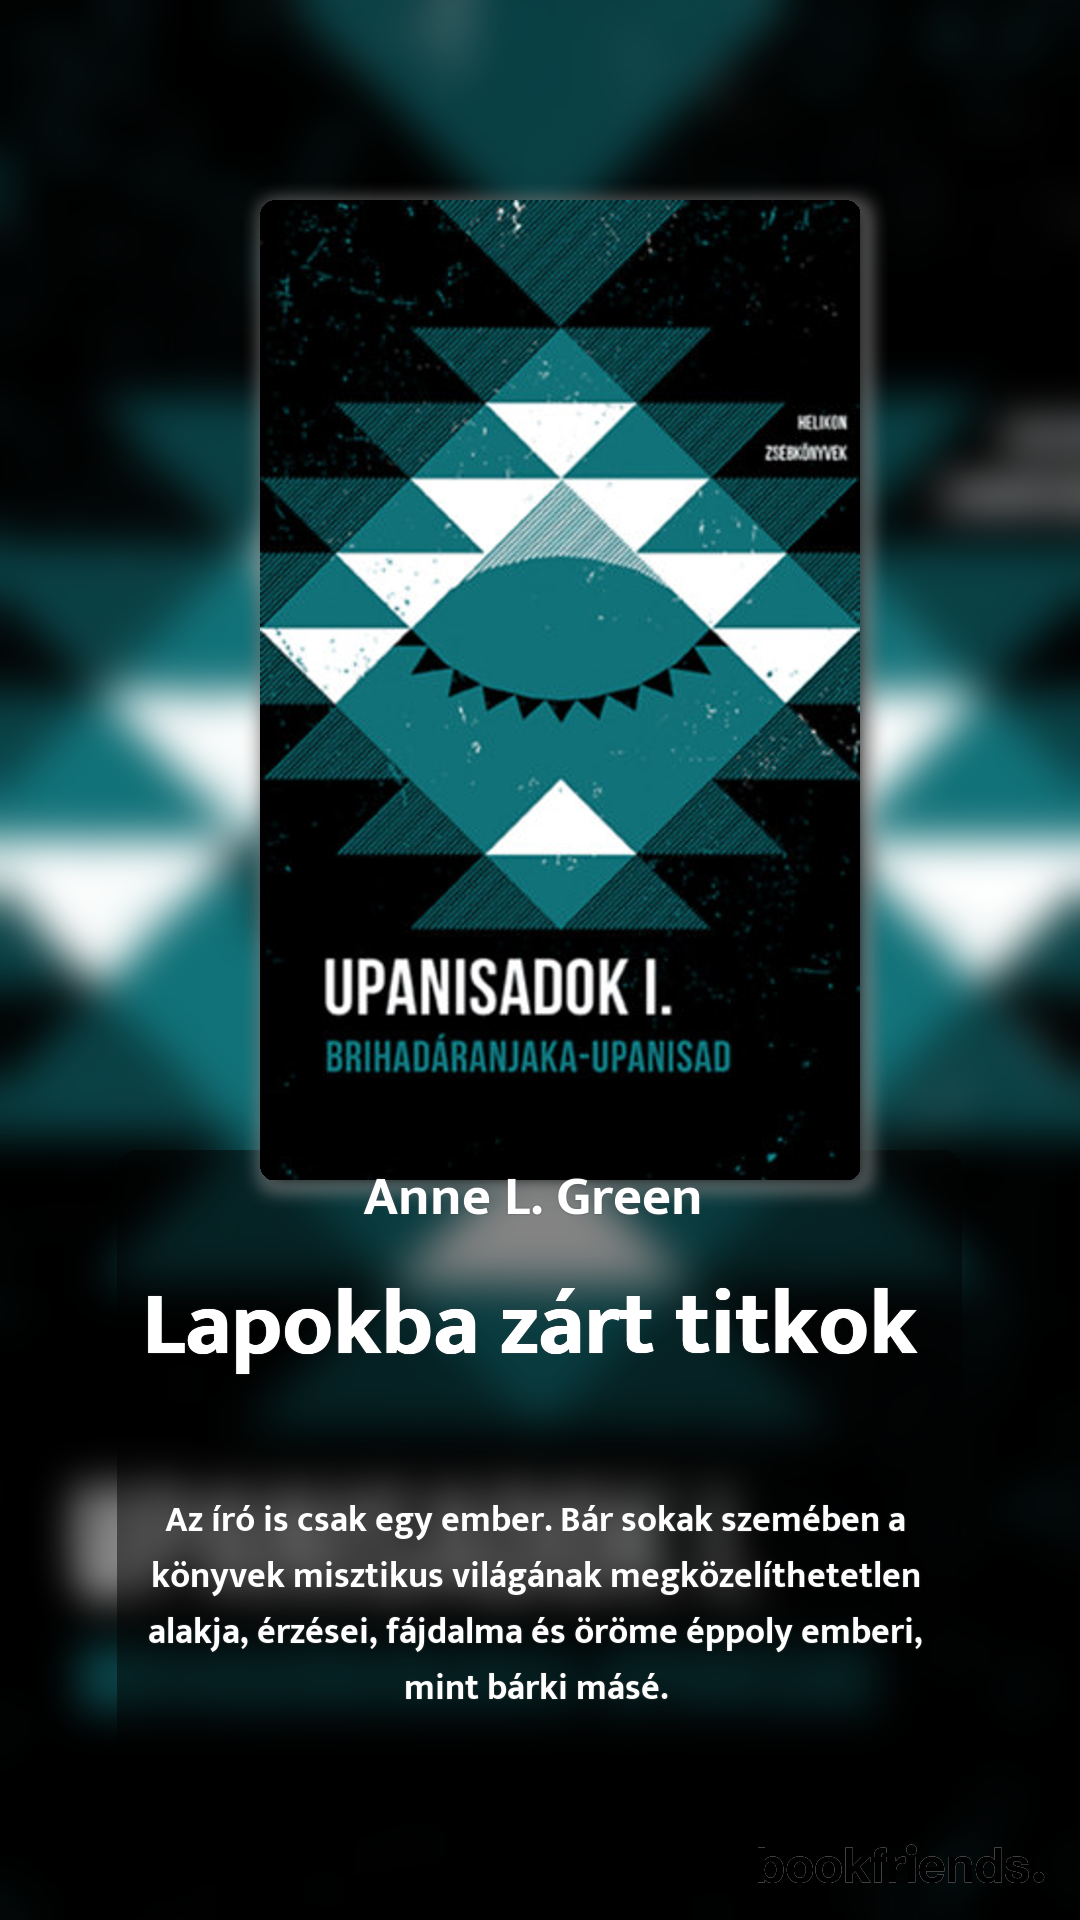 HELIKON
ZSEBKÖNYVEK
UPANISADOK I.
BRIHADÁRANJAKA-UPANISAD
Anne L. Green
Lapokba zárt titkok
Az író is csak egy ember. Bár sokak szemében a
könyvek misztikus világának megközelíthetetlen
alakja, érzései, fájdalma és öröme éppoly emberi,
mint bárki másé.
bookfriends.